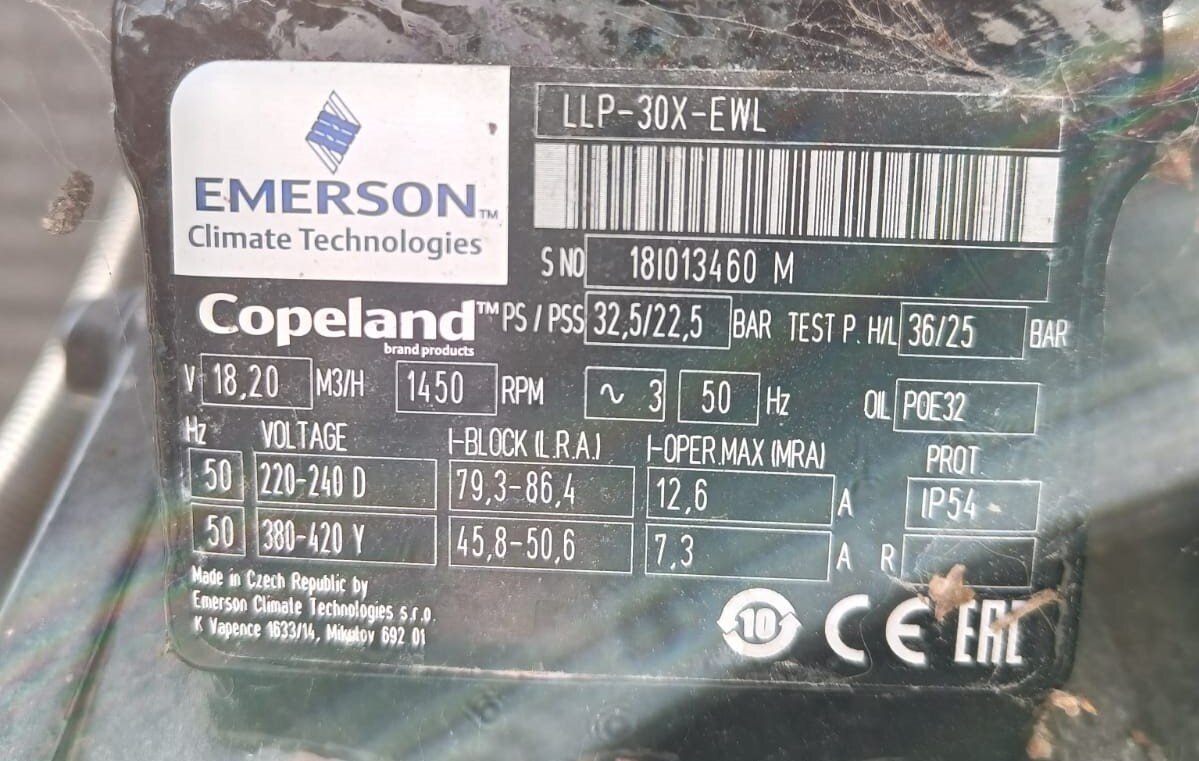 LLP-30X-EWL
EMERSON™
Climate Technologies
S NO 18I013460 M
Copeland™
brand products
PS / PSS 32,5/22,5 BAR TEST P. H/L 36/25 BAR
V 18,20 M3/H 1450 RPM ~ 3 50 Hz OIL POE32
Hz VOLTAGE I-BLOCK (L.R.A.) I-OPER.MAX (MRA) PROT.
50 220-240 D 79,3-86,4 12,6 A IP54
50 380-420 Y 45,8-50,6 7,3 A R
Made in Czech Republic by
Emerson Climate Technologies s.r.o.
K Vapence 1633/14, Mikulov 692 01
10 CE EAC